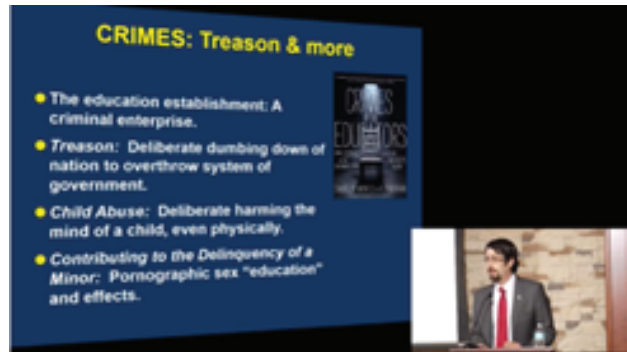 CRIMES: Treason & more
The education establishment: A
criminal enterprise.
Treason: Deliberate dumbing down of
nation to overthrow system of
government.
Child Abuse: Deliberate harming the
mind of a child, even physically.
Contributing to the Delinquency of a
Minor: Pornographic sex “education”
and effects.
CRIMES
EDUCATORS